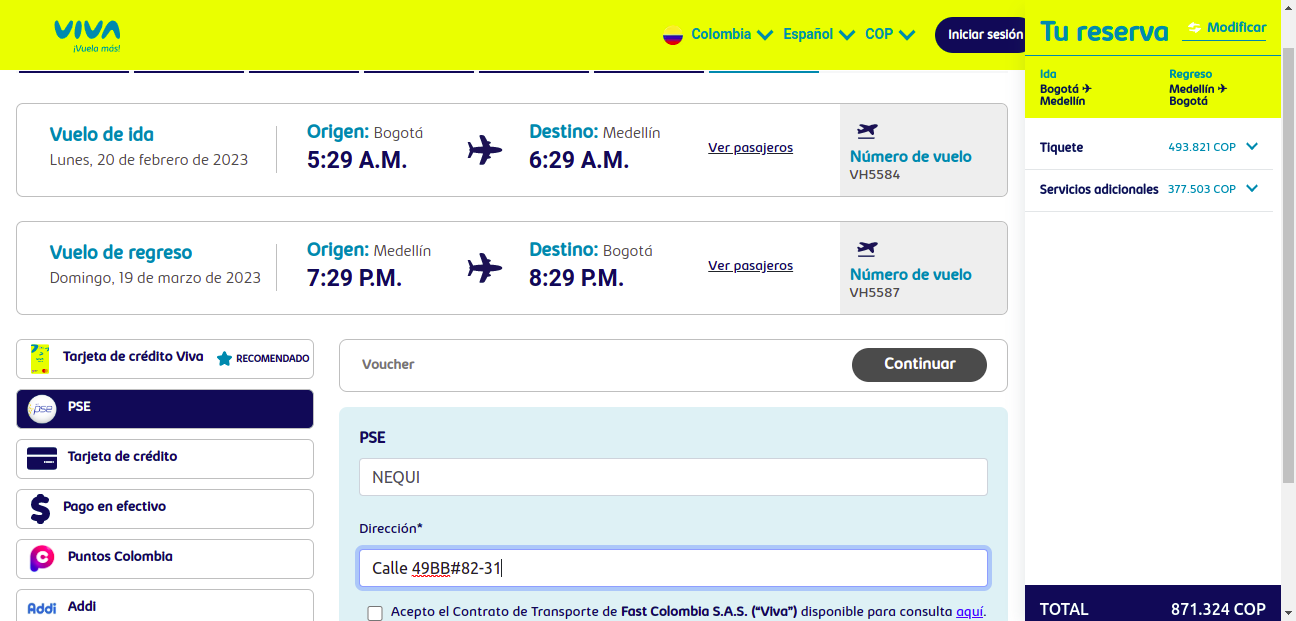 VIVA
¡Vuela más!
Colombia Español COP Iniciar sesión
Tu reserva Modificar
Ida
Bogotá ✈
Medellín
Regreso
Medellín ✈
Bogotá
Tiquete 493.821 COP
Servicios adicionales 377.503 COP
Vuelo de ida
Lunes, 20 de febrero de 2023
Origen: Bogotá
5:29 A.M.
Destino: Medellín
6:29 A.M.
Ver pasajeros
Número de vuelo
VH5584
Vuelo de regreso
Domingo, 19 de marzo de 2023
Origen: Medellín
7:29 P.M.
Destino: Bogotá
8:29 P.M.
Ver pasajeros
Número de vuelo
VH5587
Tarjeta de crédito Viva RECOMENDADO
pse PSE
Tarjeta de crédito
Pago en efectivo
Puntos Colombia
Addi Addi
Voucher Continuar
PSE
NEQUI
Dirección*
Calle 49BB#82-31
Acepto el Contrato de Transporte de Fast Colombia S.A.S. (“Viva”) disponible para consulta aquí.
TOTAL 871.324 COP